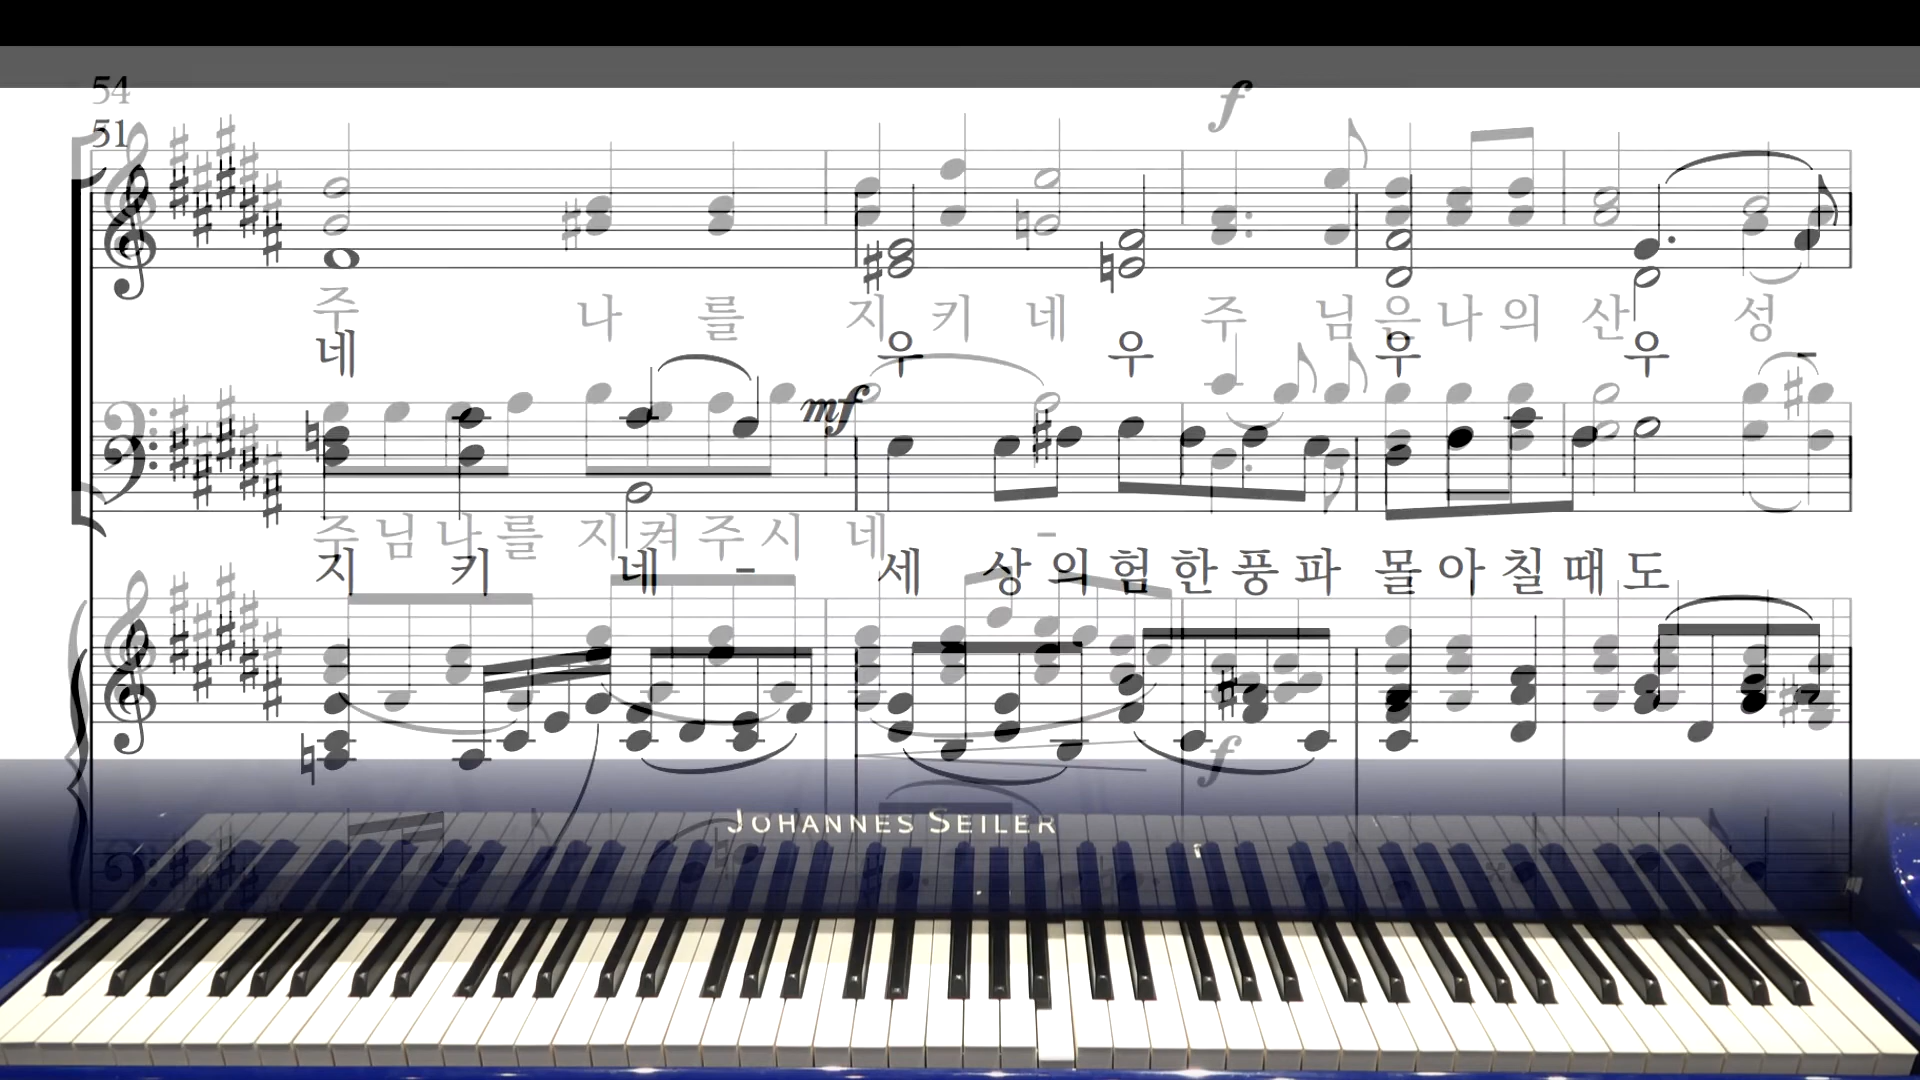 54
f
51
주 나 를 지 키 네 주 님 은 나 의 산 성
네 우 우 우 우 -
mf
주 님 나 를 지 켜 주 시 네 -
지 키 네 - 세 상 의 험 한 풍 파 몰 아 칠 때 도
f
JOHANNES SEILER